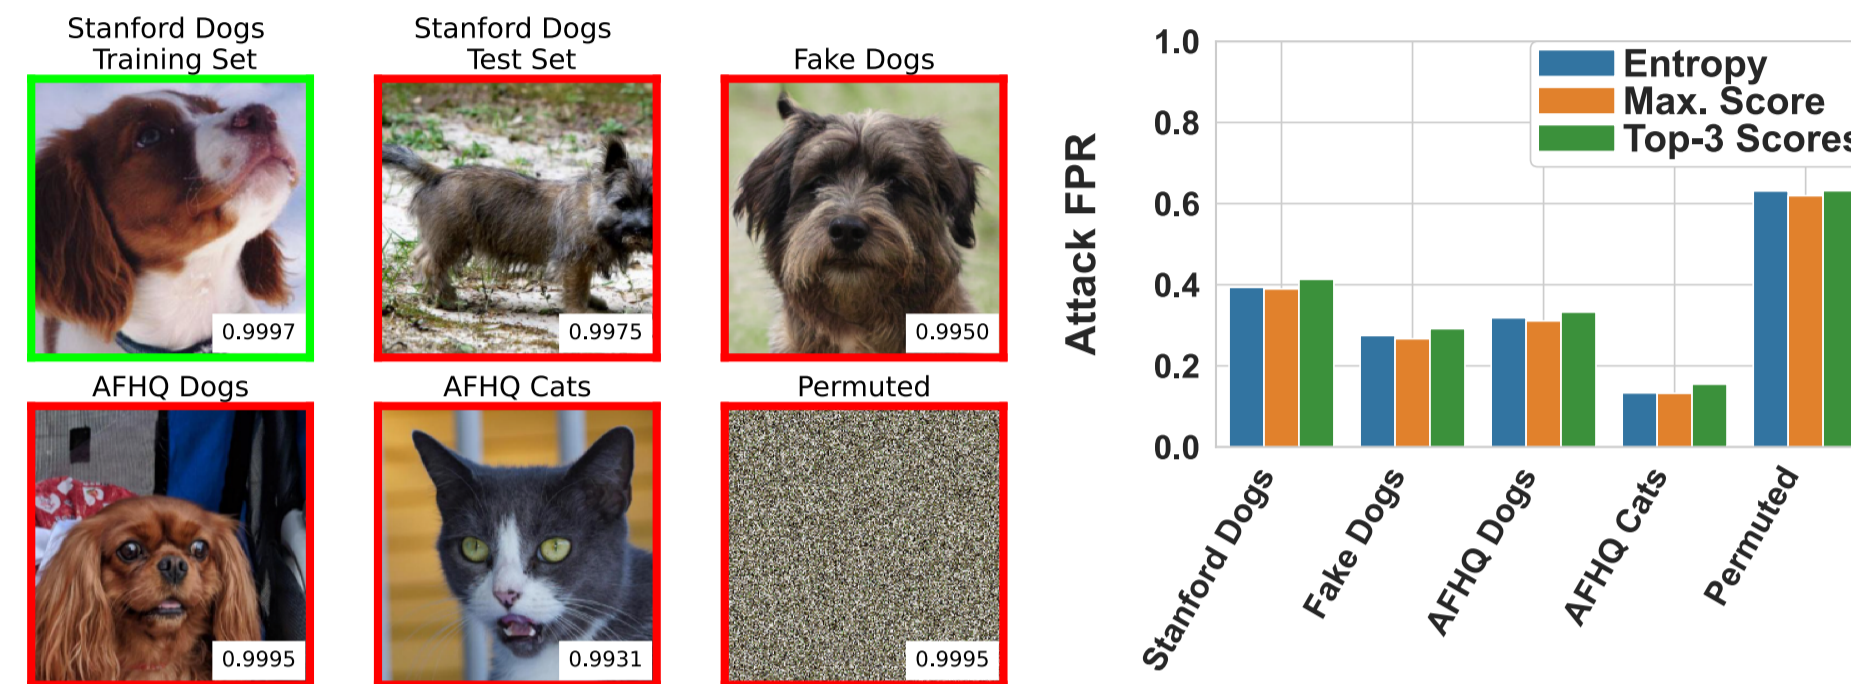 Stanford Dogs
Training Set
0.9997
Stanford Dogs
Test Set
0.9975
Fake Dogs
0.9950
AFHQ Dogs
0.9995
AFHQ Cats
0.9931
Permuted
0.9995
Attack FPR
1.0
0.8
0.6
0.4
0.2
0.0
Entropy
Max. Score
Top-3 Scores
Stanford Dogs
Fake Dogs
AFHQ Dogs
AFHQ Cats
Permuted